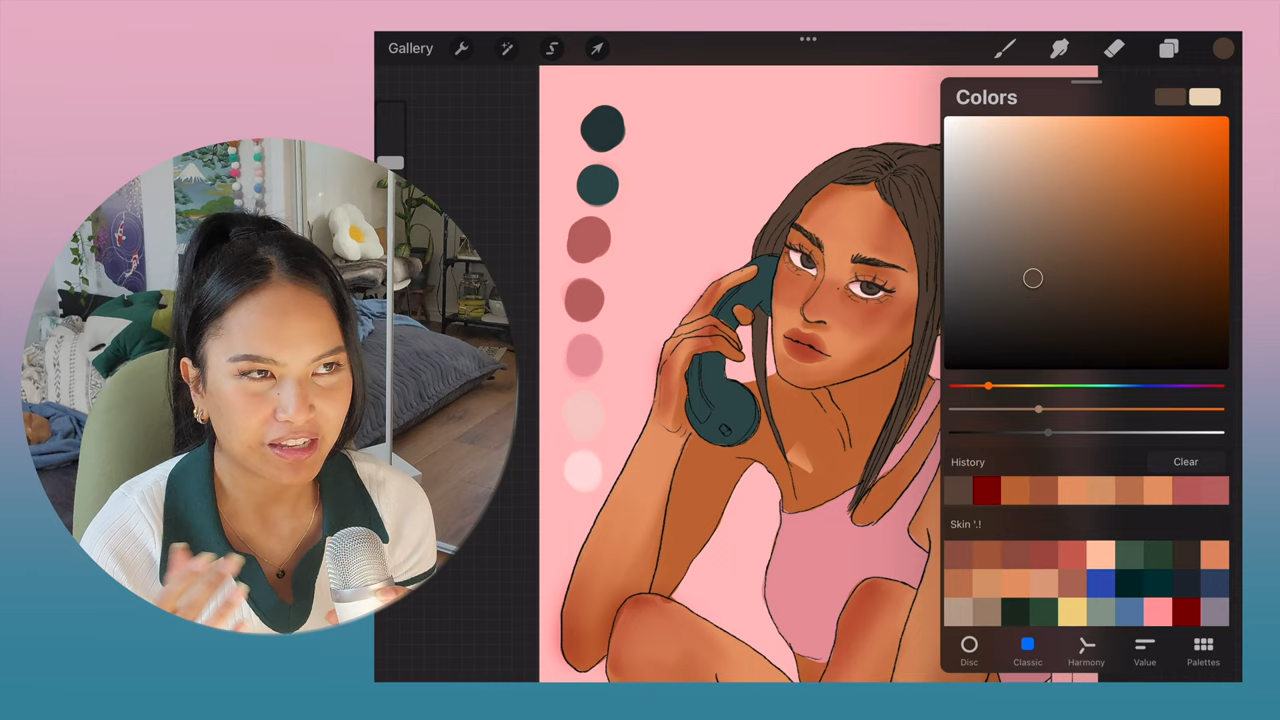 Gallery
Colors
History
Clear
Skin '.!
Disc
Classic
Harmony
Value
Palettes